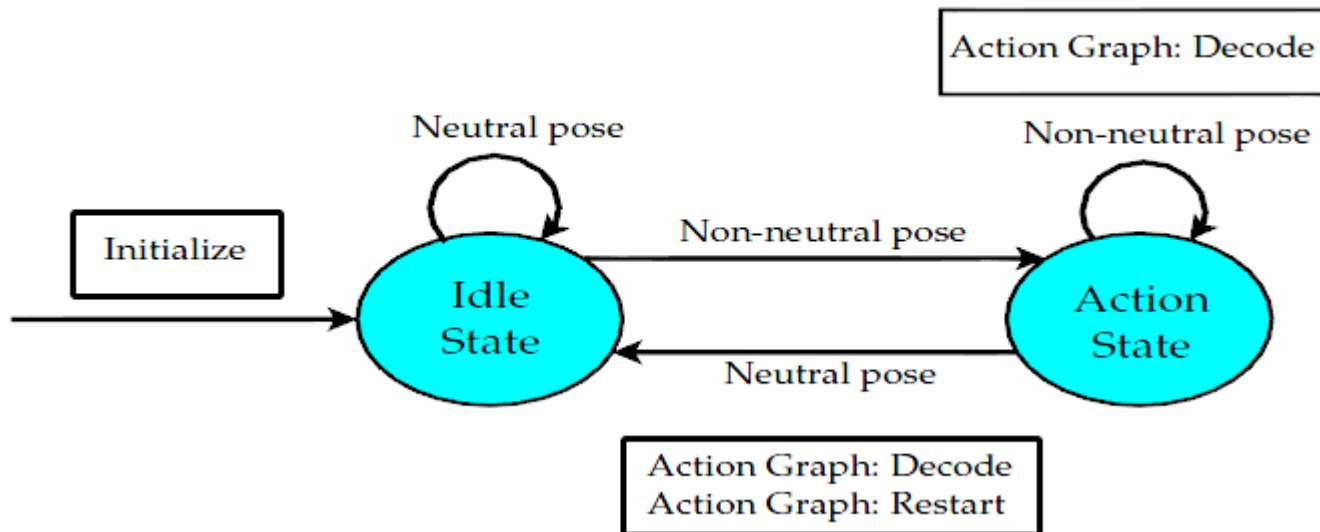 Action Graph: Decode
Neutral pose
Non-neutral pose
Initialize
Non-neutral pose
Idle
State
Action
State
Neutral pose
Action Graph: Decode
Action Graph: Restart